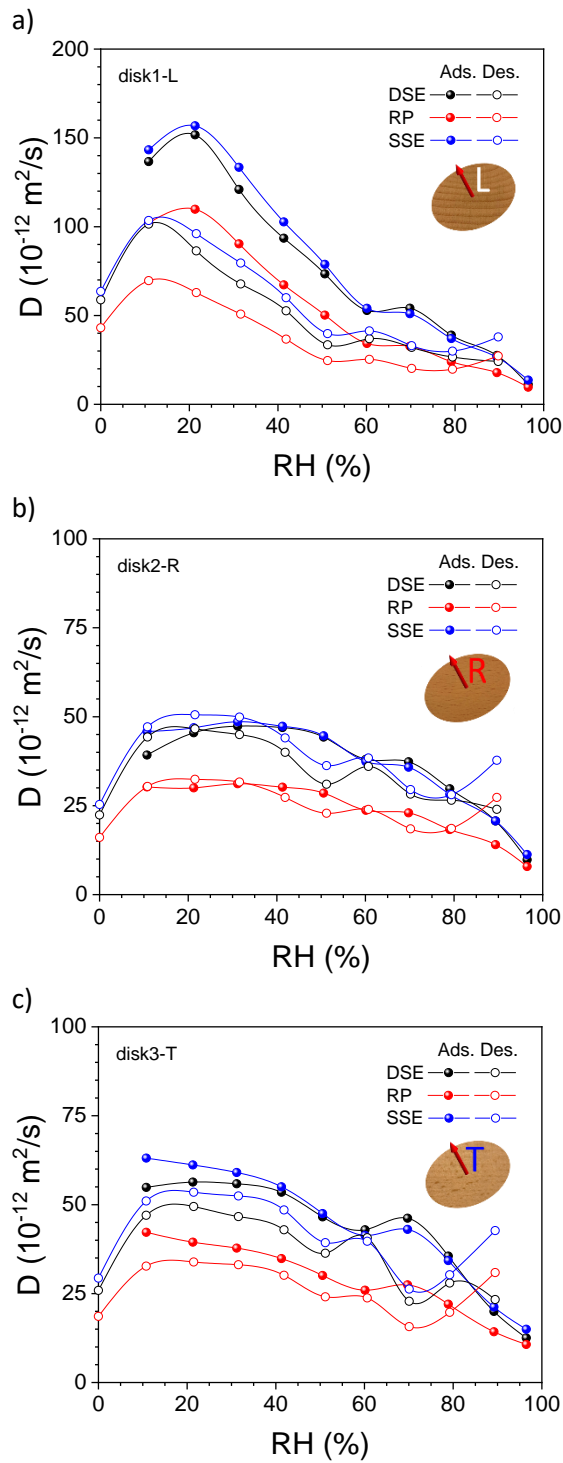 a)
200
150
100
50
0
D (10⁻¹² m²/s)
disk1-L
Ads. Des.
DSE
RP
SSE
L
0 20 40 60 80 100
RH (%)
b)
100
75
50
25
0
D (10⁻¹² m²/s)
disk2-R
Ads. Des.
DSE
RP
SSE
R
0 20 40 60 80 100
RH (%)
c)
100
75
50
25
0
D (10⁻¹² m²/s)
disk3-T
Ads. Des.
DSE
RP
SSE
T
0 20 40 60 80 100
RH (%)